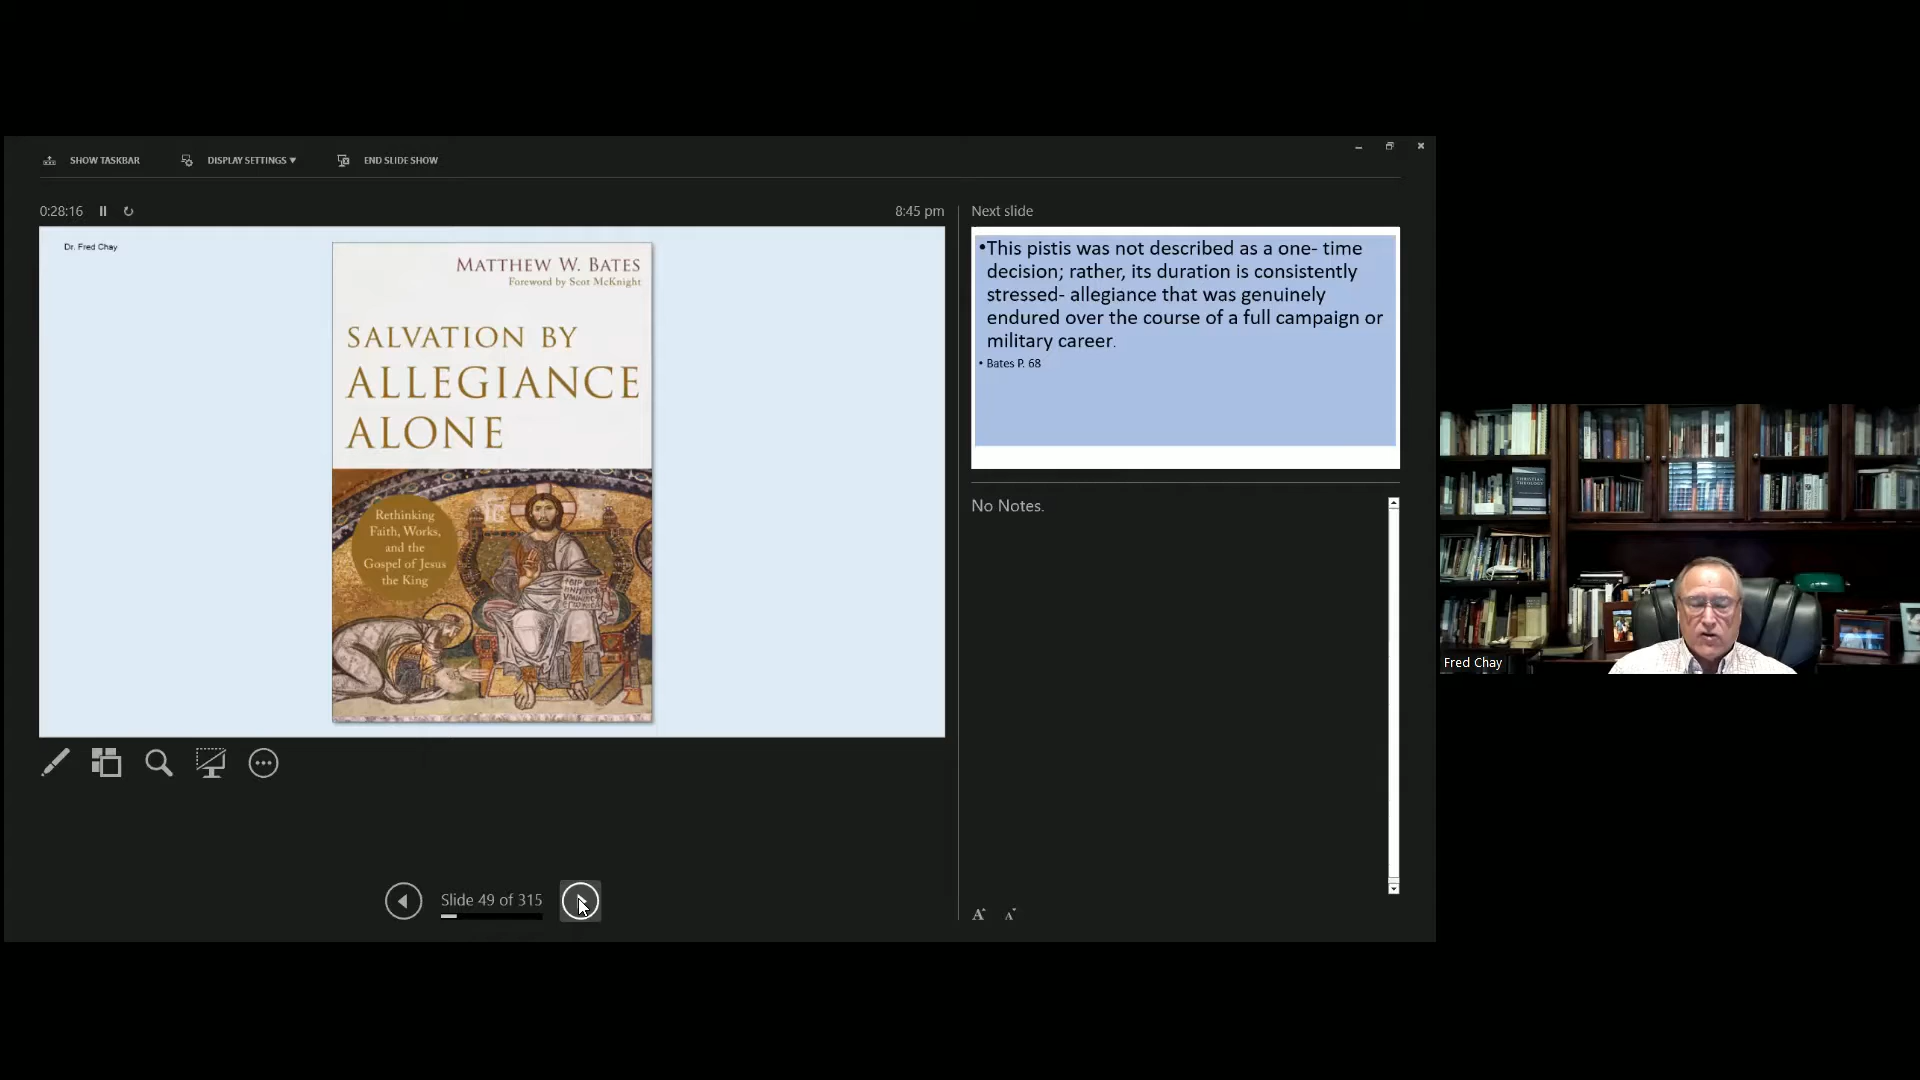 SHOW TASKBAR
DISPLAY SETTINGS ▾
END SLIDE SHOW
0:28:16
8:45 pm
Dr. Fred Chay
MATTHEW W. BATES
Foreword by Scot McKnight
SALVATION BY
ALLEGIANCE
ALONE
Rethinking
Faith, Works,
and the
Gospel of Jesus
the King
Slide 49 of 315
Next slide
•This pistis was not described as a one- time
decision; rather, its duration is consistently
stressed- allegiance that was genuinely
endured over the course of a full campaign or
military career.
• Bates P. 68
No Notes.
A A
Fred Chay
CHRISTIAN
THEOLOGY